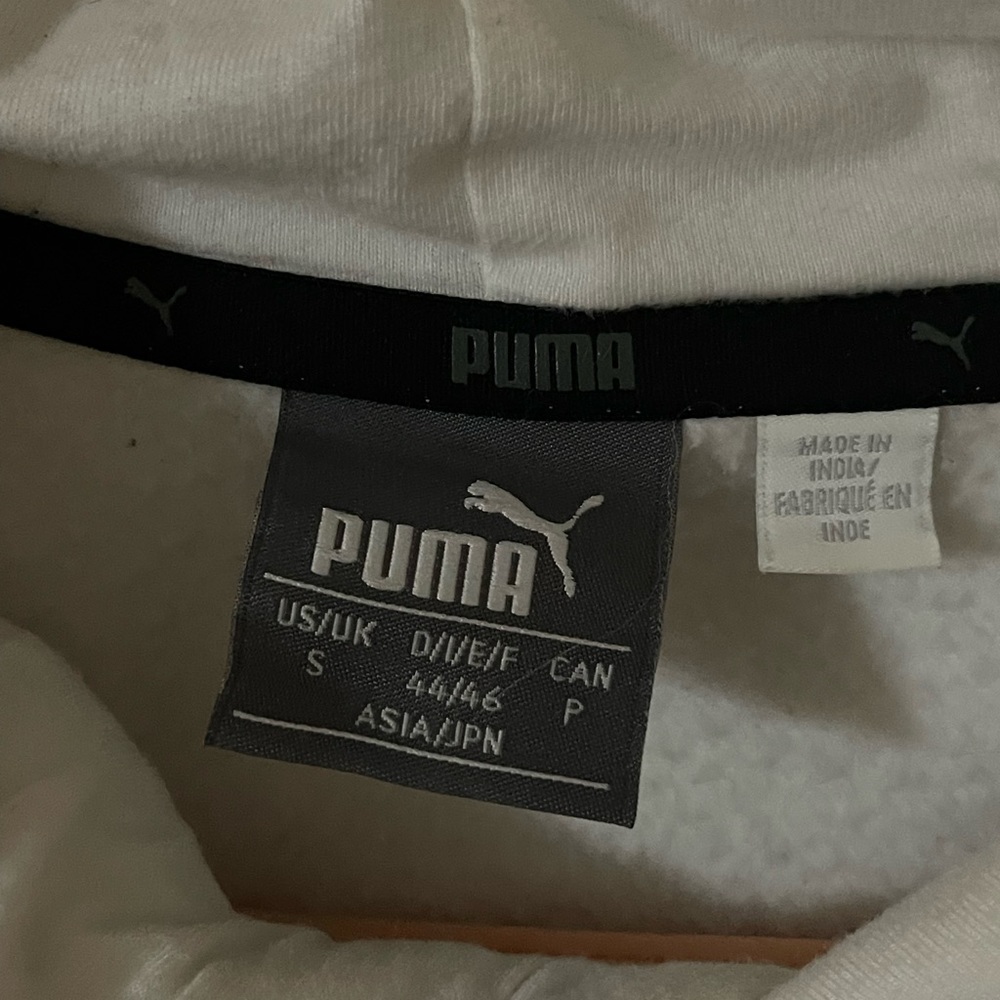 PUMA
PUMA
US/UK D/I/E/F CAN
S 44/46 P
ASIA/JPN
MADE IN
INDIA/
FABRIQUÉ EN
INDE